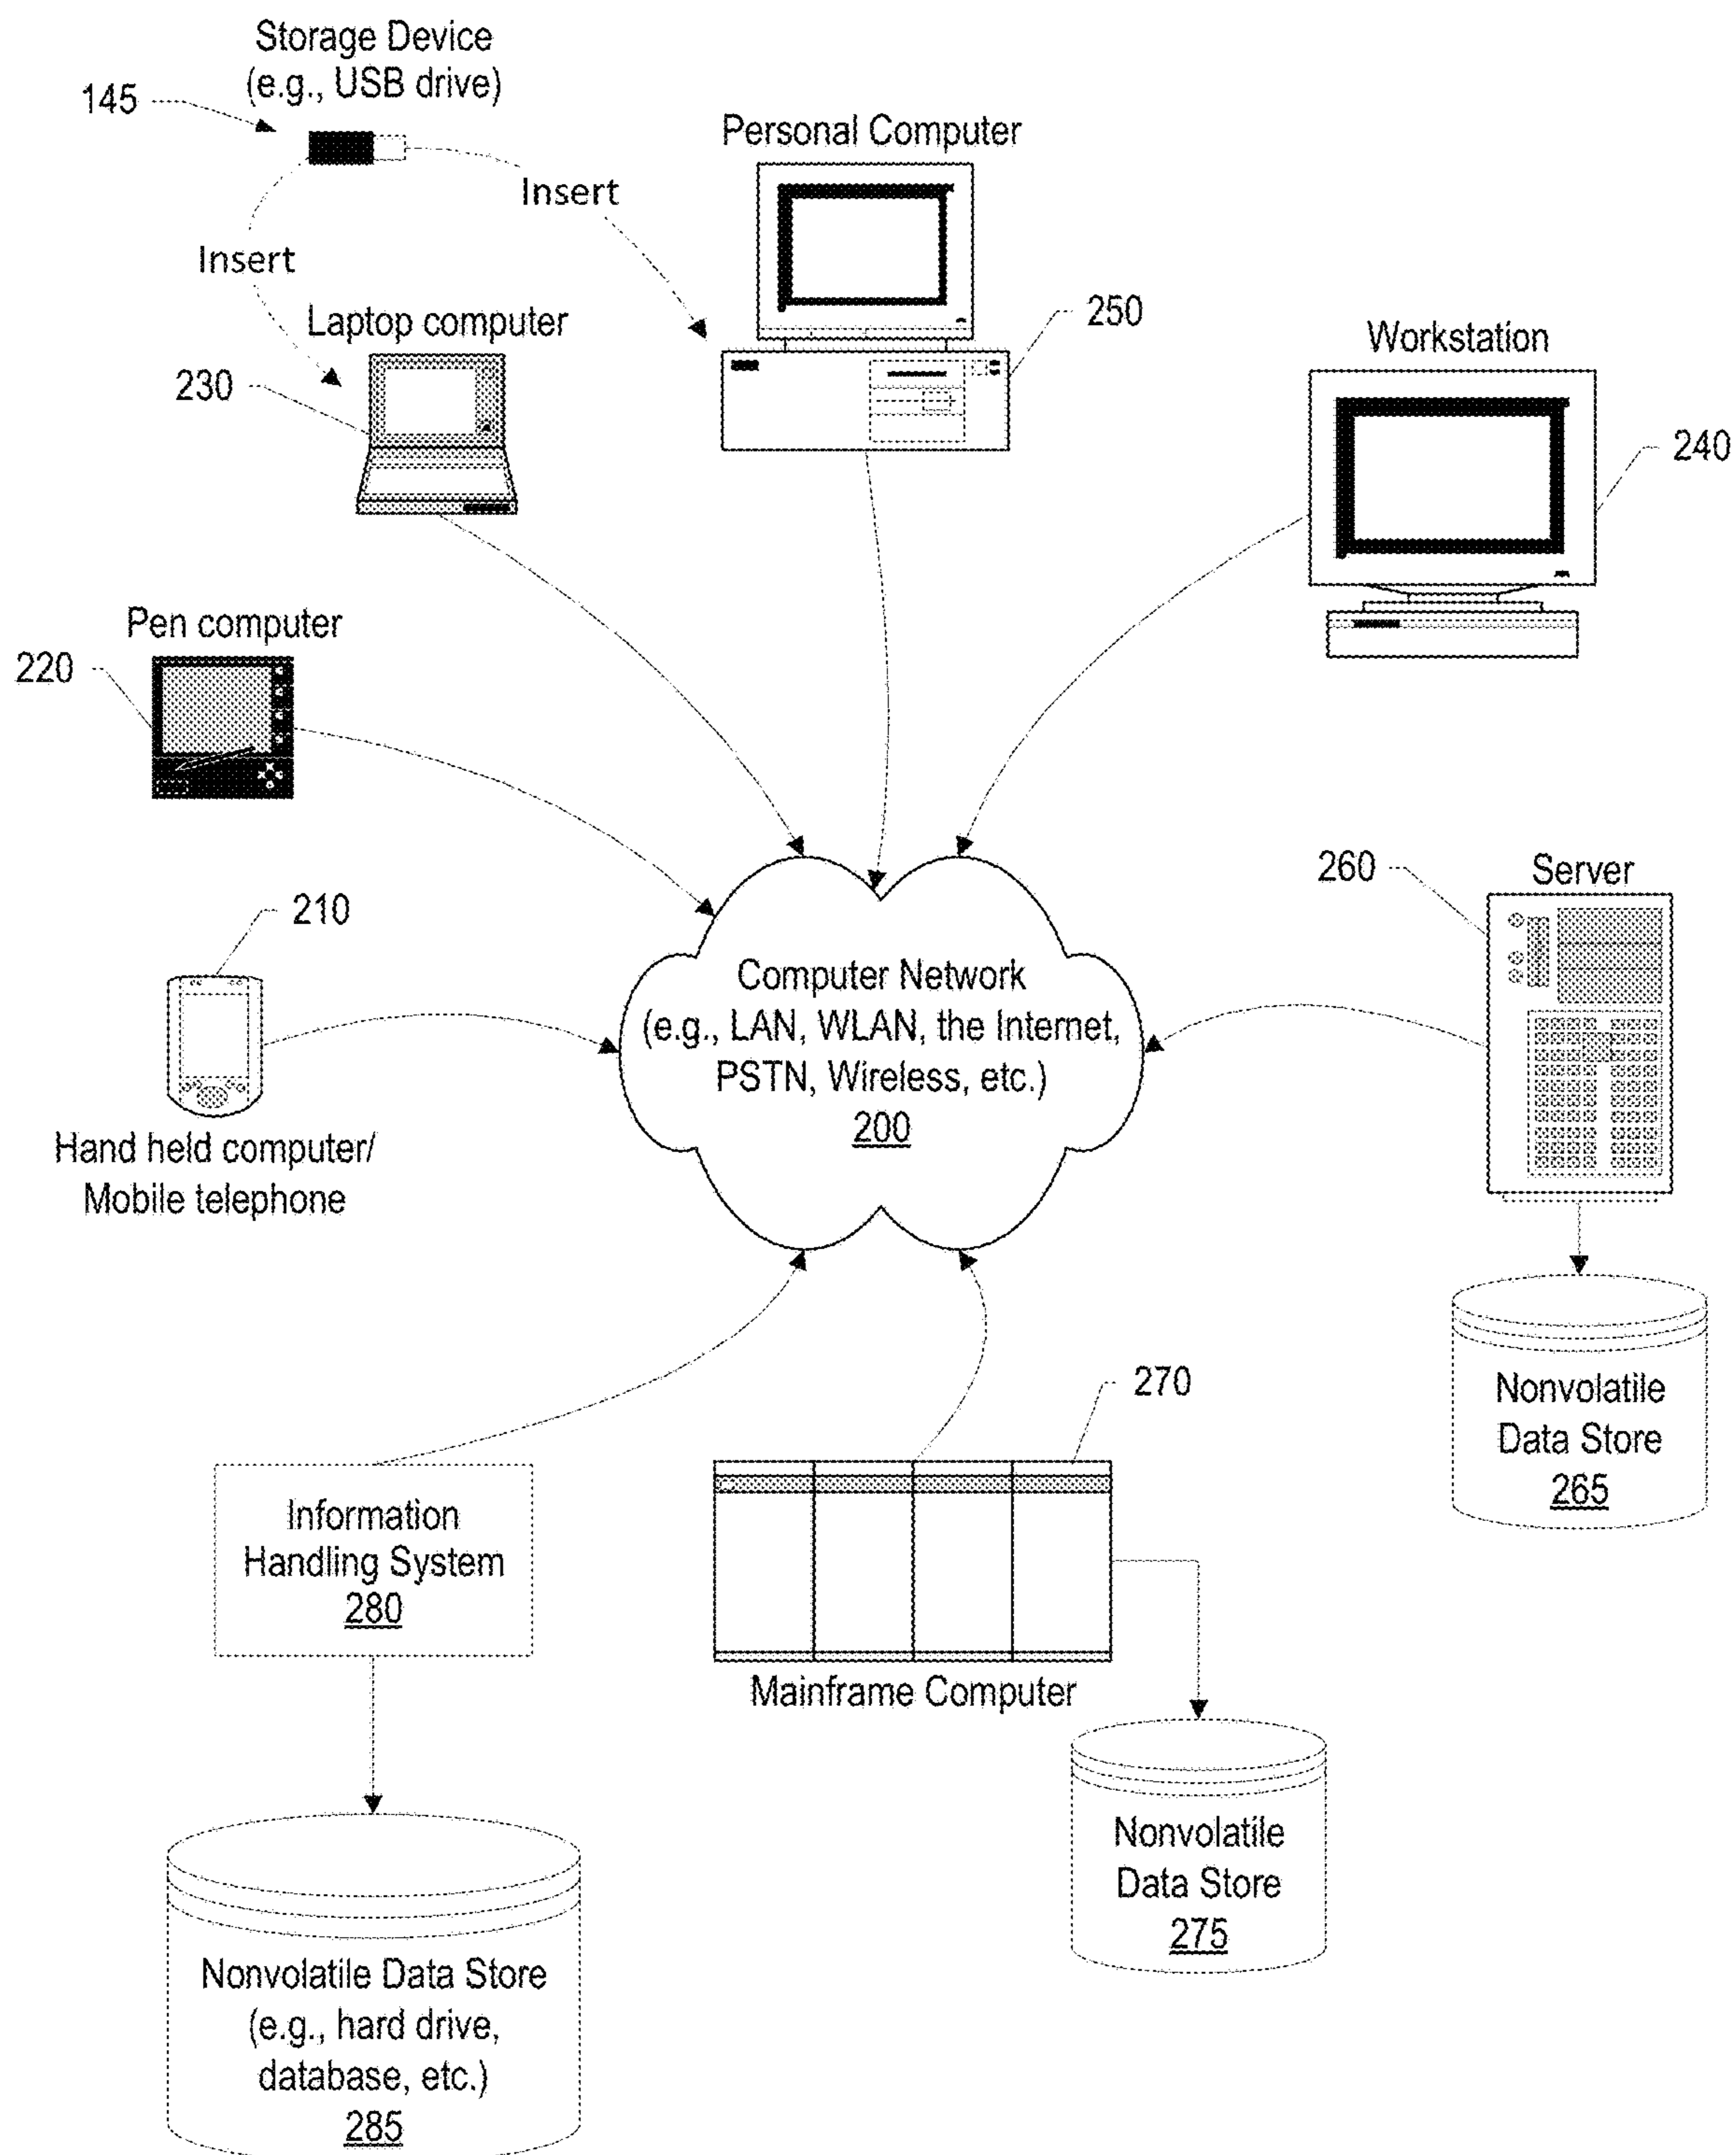 Storage Device
(e.g., USB drive)
145
Insert
Insert
Personal Computer
250
Laptop computer
230
Workstation
240
Pen computer
220
210
Hand held computer/
Mobile telephone
Computer Network
(e.g., LAN, WLAN, the Internet,
PSTN, Wireless, etc.)
200
260
Server
Nonvolatile
Data Store
265
270
Mainframe Computer
Nonvolatile
Data Store
275
Information
Handling System
280
Nonvolatile Data Store
(e.g., hard drive,
database, etc.)
285